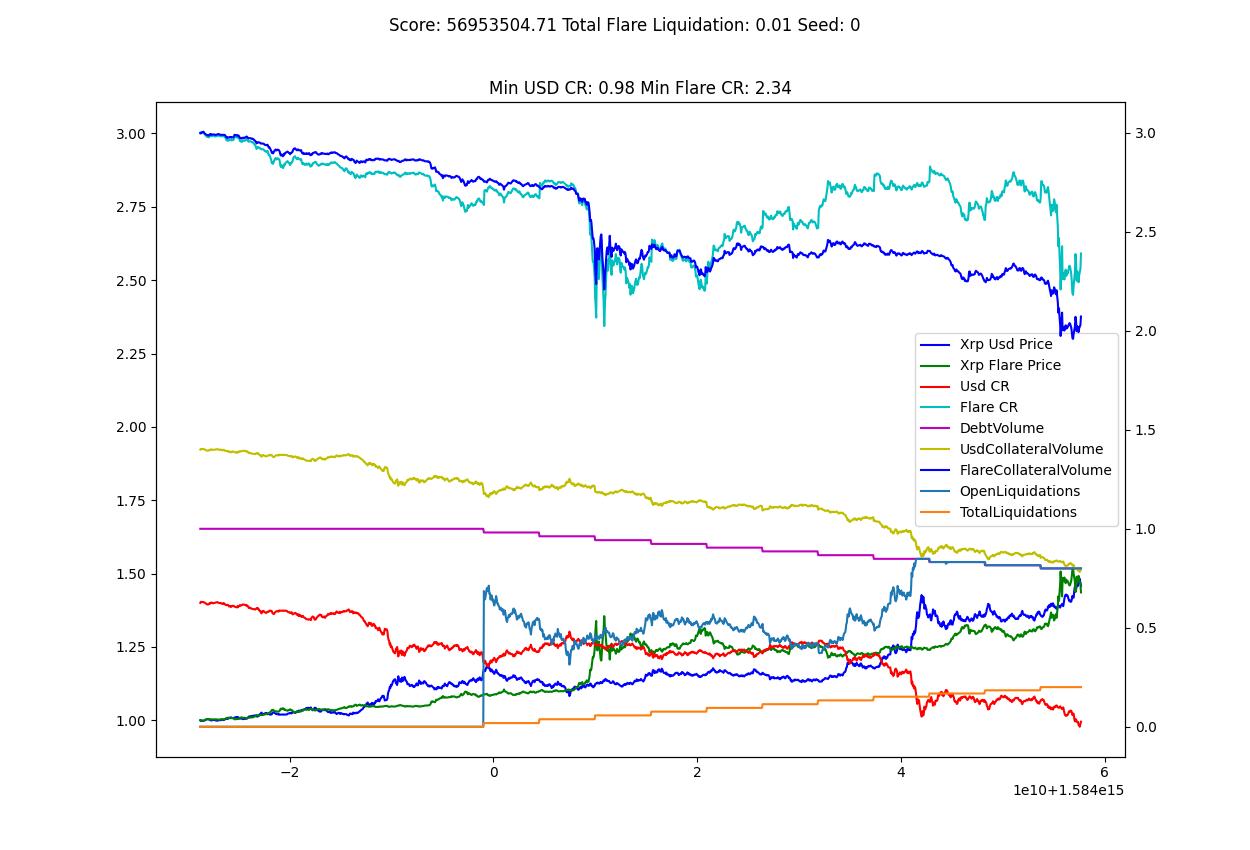 Score: 56953504.71 Total Flare Liquidation: 0.01 Seed: 0
Min USD CR: 0.98 Min Flare CR: 2.34
3.00
2.75
2.50
2.25
2.00
1.75
1.50
1.25
1.00
3.0
2.5
2.0
1.5
1.0
0.5
0.0
Xrp Usd Price
Xrp Flare Price
Usd CR
Flare CR
DebtVolume
UsdCollateralVolume
FlareCollateralVolume
OpenLiquidations
TotalLiquidations
−2 0 2 4 6
1e10+1.584e15